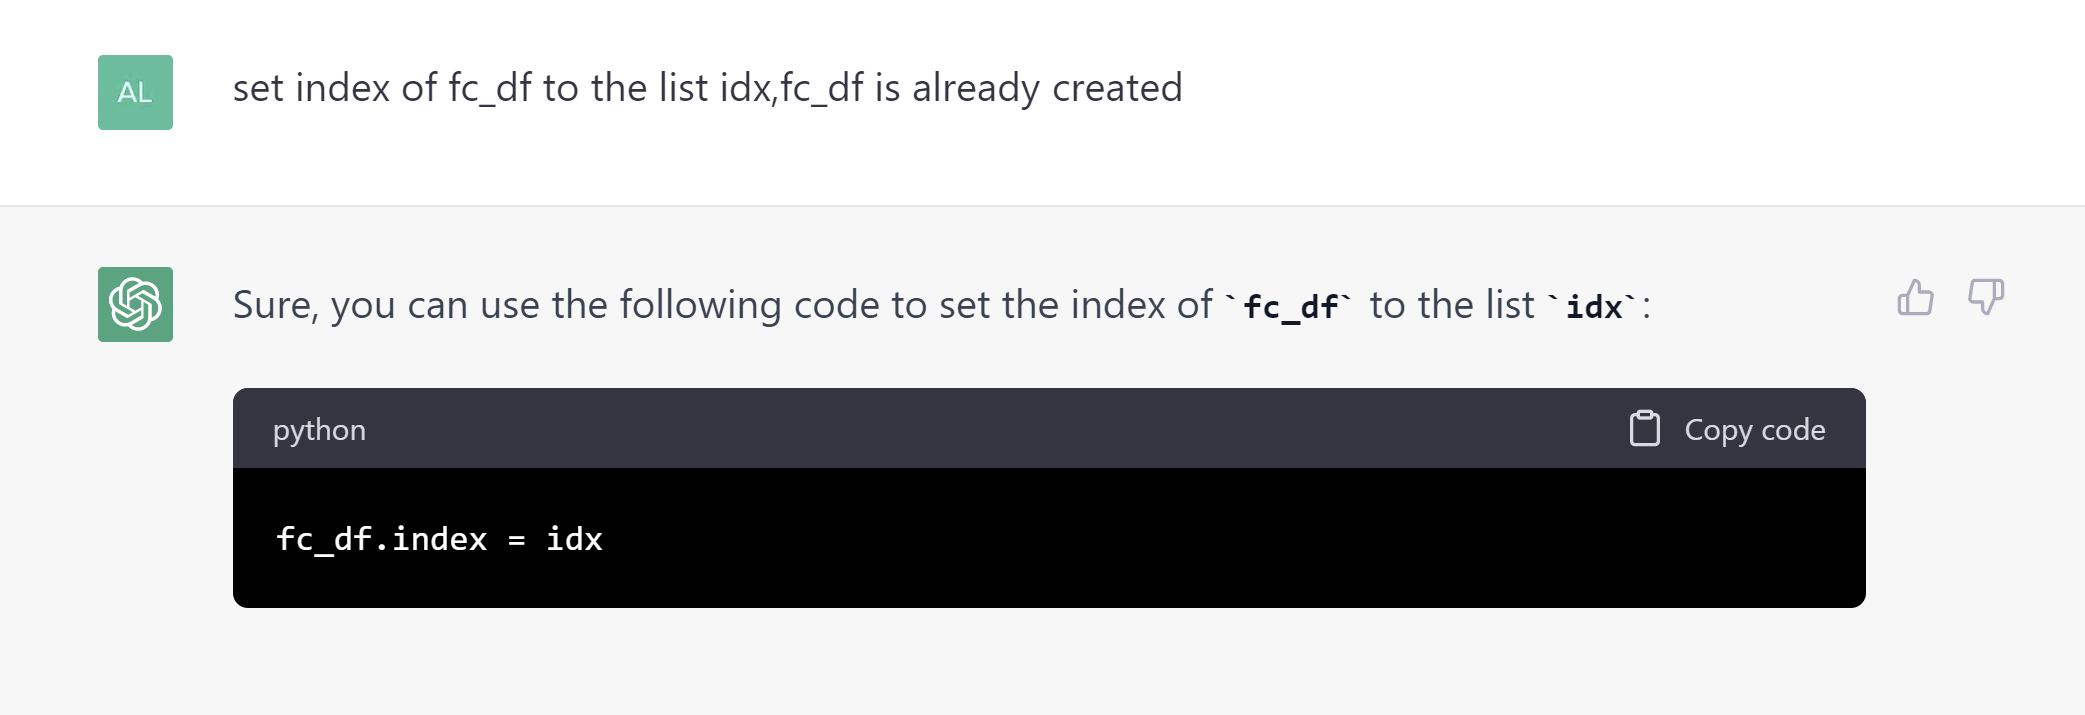 AL
set index of fc_df to the list idx,fc_df is already created
Sure, you can use the following code to set the index of `fc_df` to the list `idx`:
python
Copy code
fc_df.index = idx